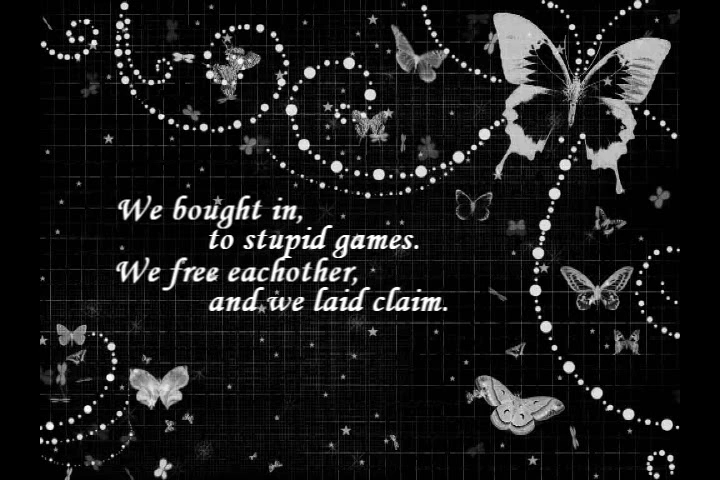 We bought in,
to stupid games.
We free eachother,
and we laid claim.